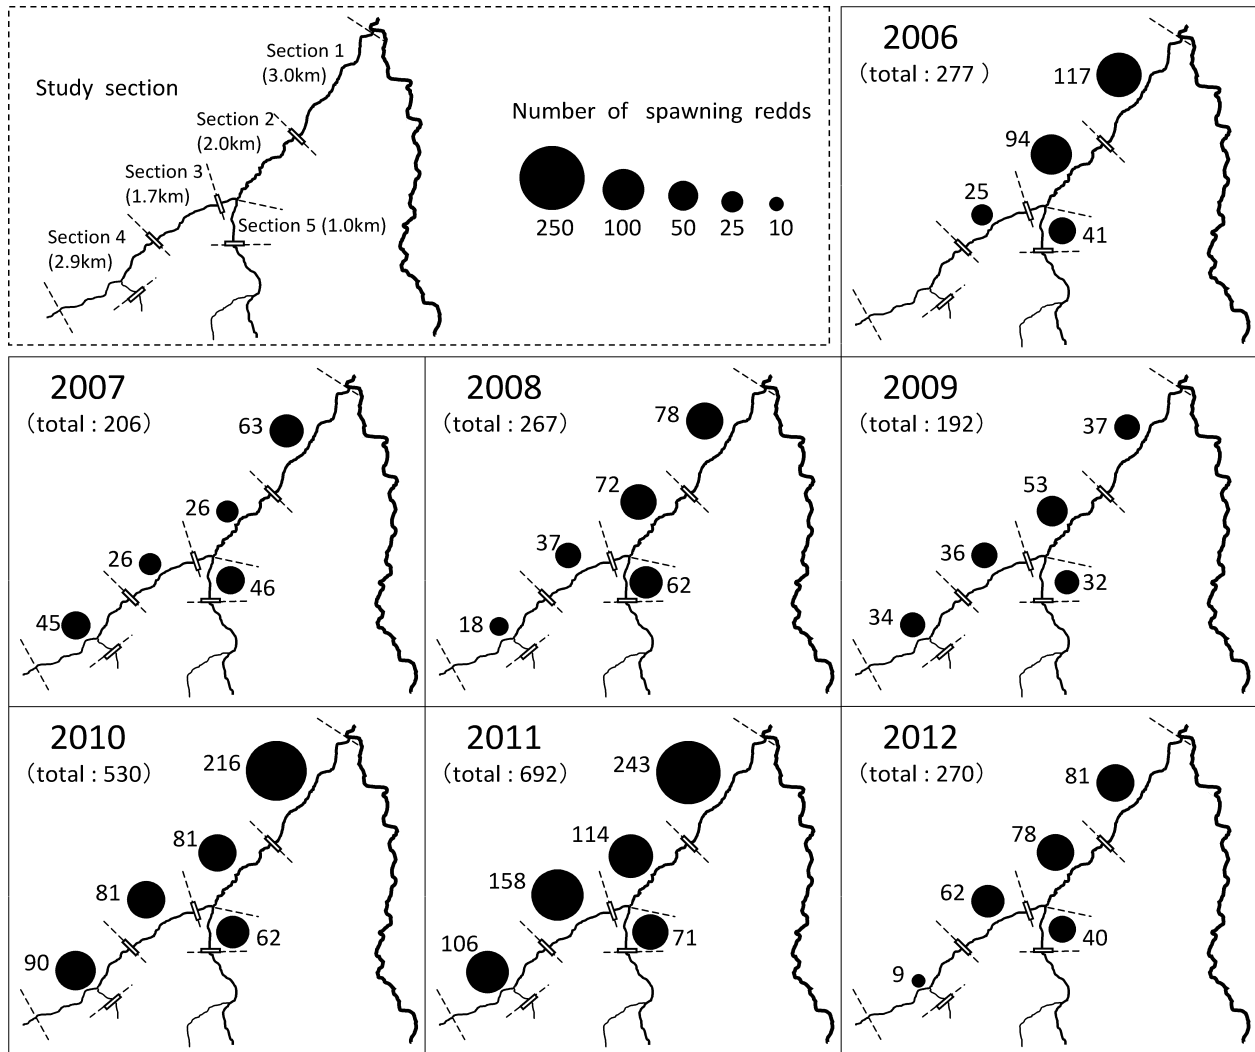 Study section
Section 1
(3.0km)
Section 2
(2.0km)
Section 3
(1.7km)
Section 4
(2.9km)
Section 5 (1.0km)
Number of spawning redds
250 100 50 25 10
2006
(total : 277 )
117
94
25
41
2007
(total : 206)
63
26
26
46
45
2008
(total : 267)
78
72
37
62
18
2009
(total : 192)
37
53
36
32
34
2010
(total : 530)
216
81
81
62
90
2011
(total : 692)
243
114
158
71
106
2012
(total : 270)
81
78
62
40
9